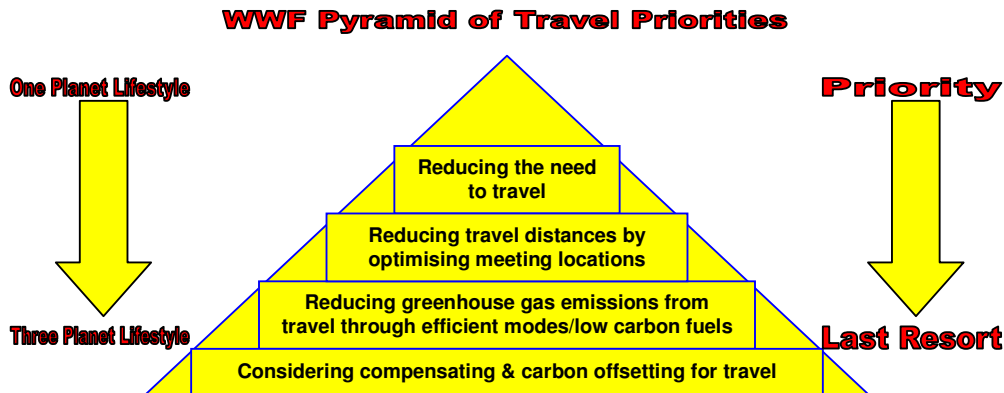 WWF Pyramid of Travel Priorities
One Planet Lifestyle
Priority
Reducing the need
to travel
Reducing travel distances by
optimising meeting locations
Reducing greenhouse gas emissions from
travel through efficient modes/low carbon fuels
Three Planet Lifestyle
Last Resort
Considering compensating & carbon offsetting for travel